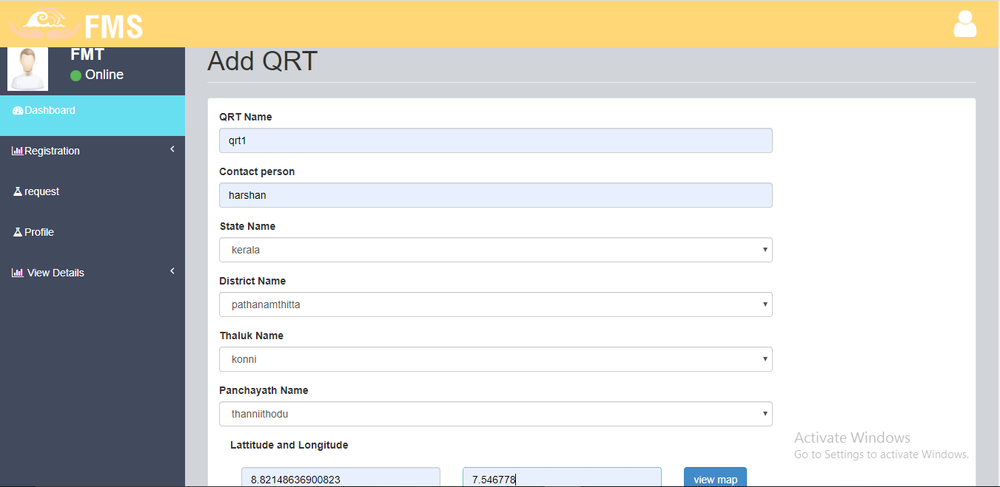 FMS
FMT
Online
Dashboard
Registration
request
Profile
View Details
Add QRT
QRT Name
qrt1
Contact person
harshan
State Name
kerala
District Name
pathanamthitta
Thaluk Name
konni
Panchayath Name
thanniithodu
Lattitude and Longitude
8.82148636900823 7.546778 view map
Activate Windows
Go to Settings to activate Windows.